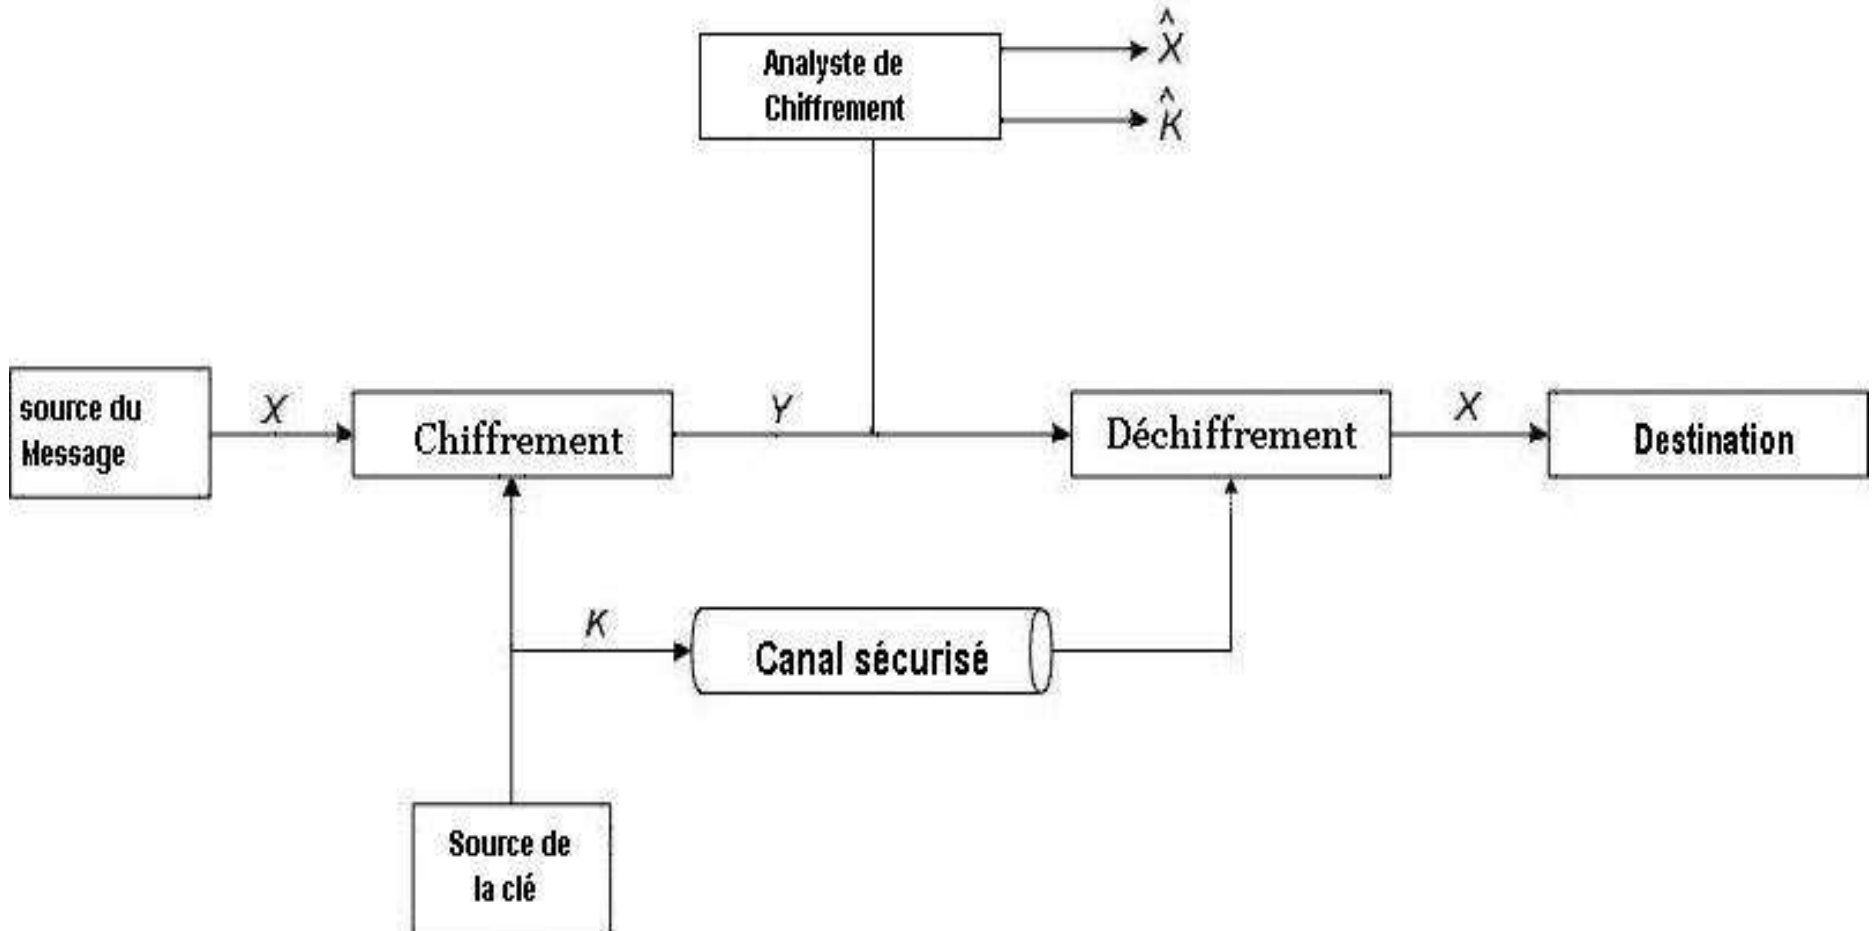 Analyste de
Chiffrement
X̂
K̂
source du
Message
X
Chiffrement
Y
Déchiffrement
X
Destination
K
Canal sécurisé
Source de
la clé